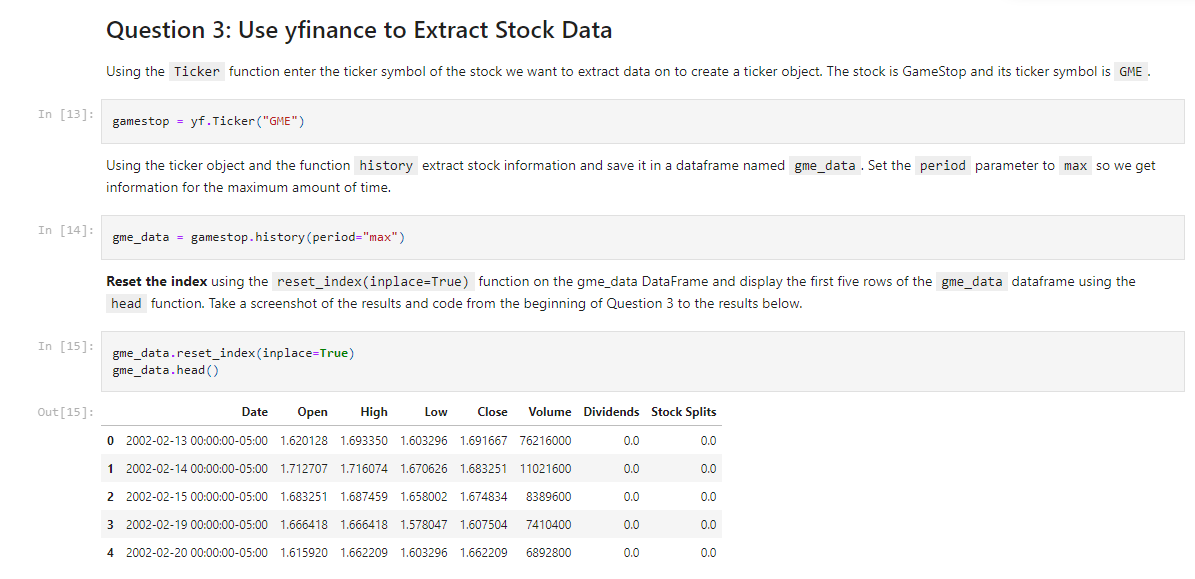 Question 3: Use yfinance to Extract Stock Data
Using the Ticker function enter the ticker symbol of the stock we want to extract data on to create a ticker object. The stock is GameStop and its ticker symbol is GME .
In [13]:
gamestop = yf.Ticker("GME")
Using the ticker object and the function history extract stock information and save it in a dataframe named gme_data . Set the period parameter to max so we get
information for the maximum amount of time.
In [14]:
gme_data = gamestop.history(period="max")
Reset the index using the reset_index(inplace=True) function on the gme_data DataFrame and display the first five rows of the gme_data dataframe using the
head function. Take a screenshot of the results and code from the beginning of Question 3 to the results below.
In [15]:
gme_data.reset_index(inplace=True)
gme_data.head()
Out[15]:
Date Open High Low Close Volume Dividends Stock Splits
0 2002-02-13 00:00:00-05:00 1.620128 1.693350 1.603296 1.691667 76216000 0.0 0.0
1 2002-02-14 00:00:00-05:00 1.712707 1.716074 1.670626 1.683251 11021600 0.0 0.0
2 2002-02-15 00:00:00-05:00 1.683251 1.687459 1.658002 1.674834 8389600 0.0 0.0
3 2002-02-19 00:00:00-05:00 1.666418 1.666418 1.578047 1.607504 7410400 0.0 0.0
4 2002-02-20 00:00:00-05:00 1.615920 1.662209 1.603296 1.662209 6892800 0.0 0.0